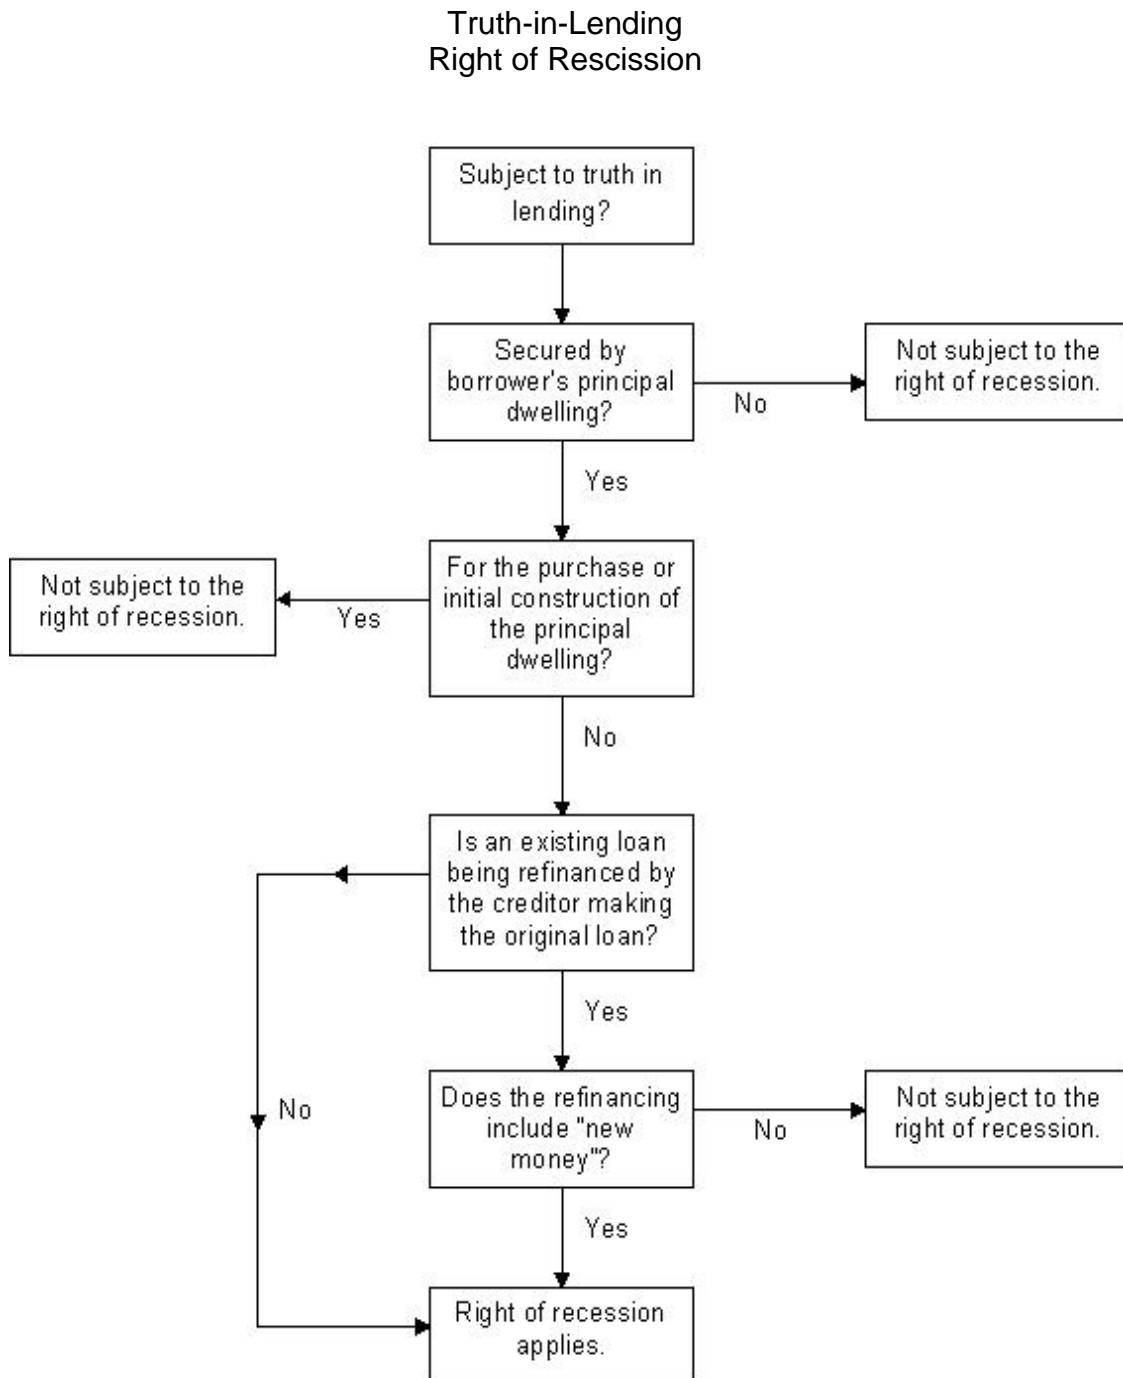 Truth-in-Lending
Right of Rescission
Subject to truth in
lending?
Secured by
borrower's principal
dwelling?
No
Not subject to the
right of recession.
Yes
For the purchase or
initial construction of
the principal
dwelling?
Yes
Not subject to the
right of recession.
No
Is an existing loan
being refinanced by
the creditor making
the original loan?
No
Yes
Does the refinancing
include "new
money"?
No
Not subject to the
right of recession.
Yes
Right of recession
applies.